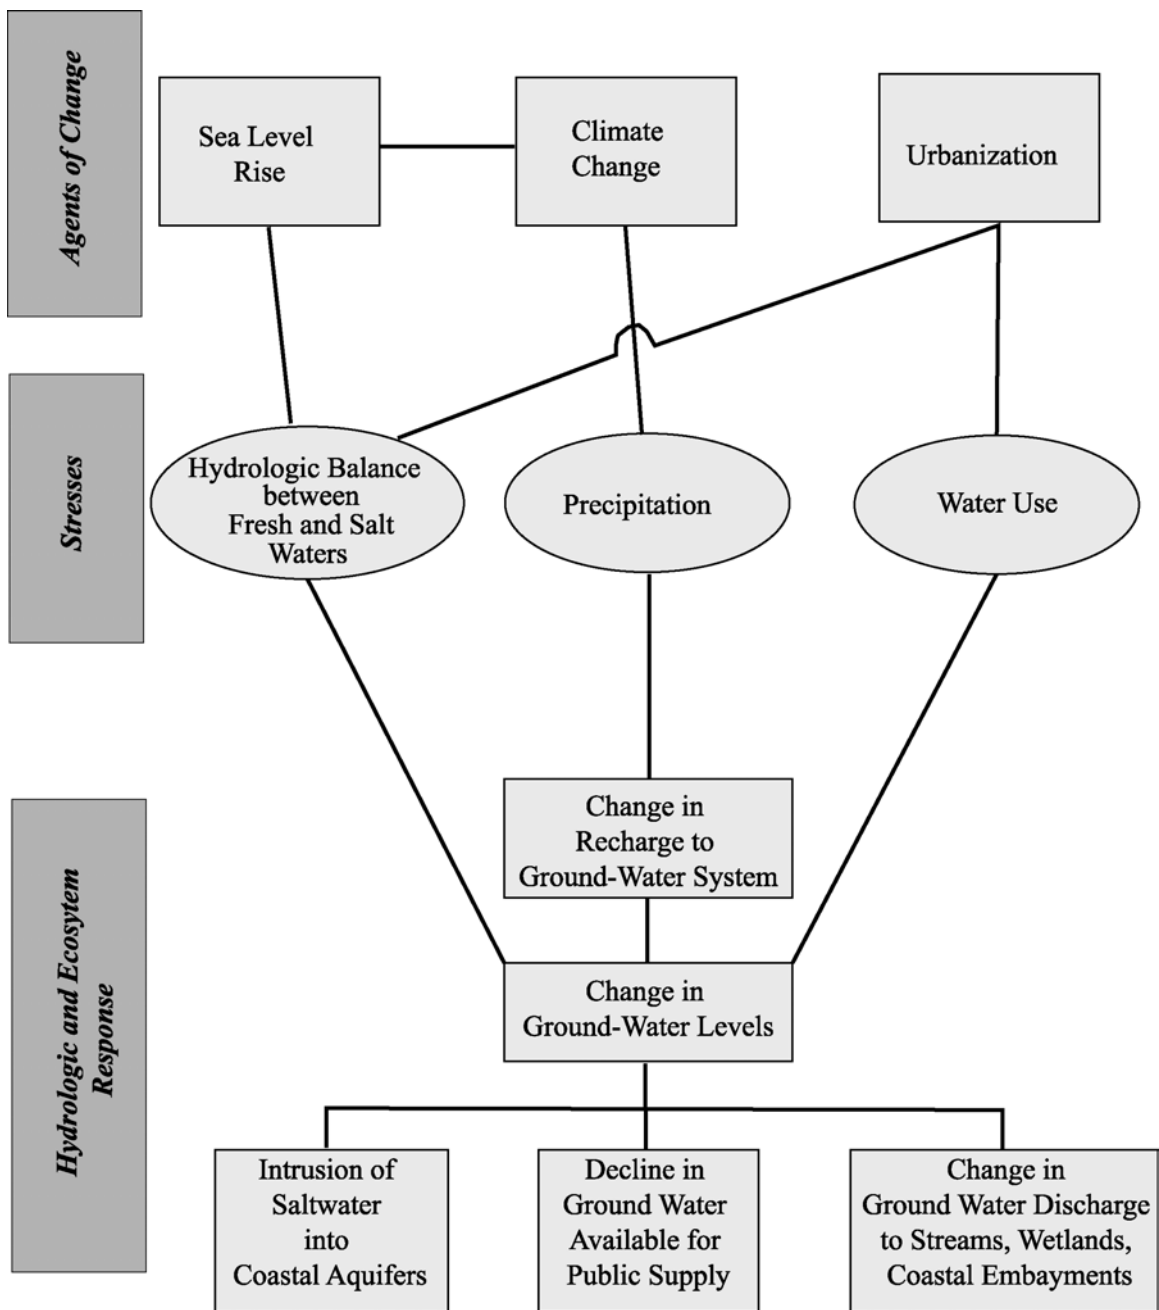 Agents of Change
Sea Level
Rise
Climate
Change
Urbanization
Stresses
Hydrologic Balance
between
Fresh and Salt
Waters
Precipitation
Water Use
Hydrologic and Ecosytem
Response
Change in
Recharge to
Ground-Water System
Change in
Ground-Water Levels
Intrusion of
Saltwater
into
Coastal Aquifers
Decline in
Ground Water
Available for
Public Supply
Change in
Ground Water Discharge
to Streams, Wetlands,
Coastal Embayments